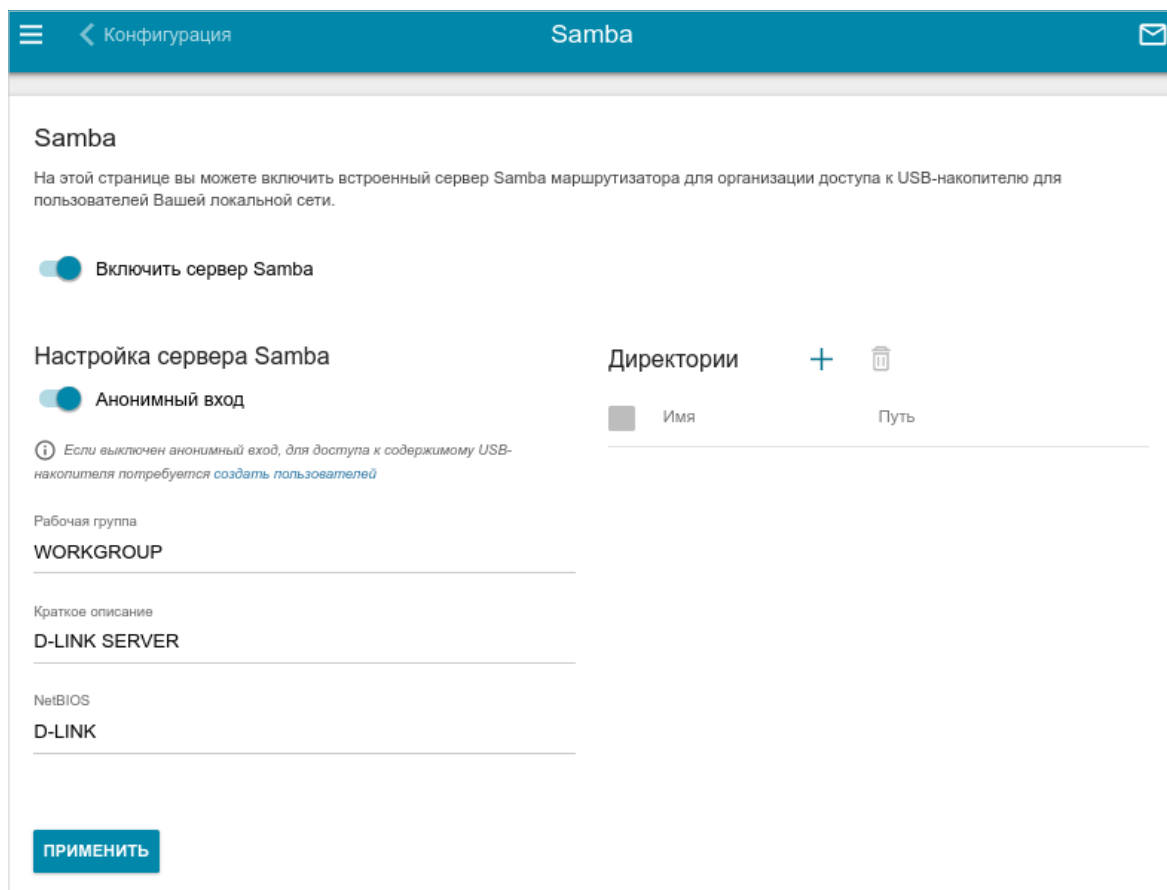 Конфигурация
Samba
Samba
На этой странице вы можете включить встроенный сервер Samba маршрутизатора для организации доступа к USB-накопителю для
пользователей Вашей локальной сети.
Включить сервер Samba
Настройка сервера Samba
Анонимный вход
Если выключен анонимный вход, для доступа к содержимому USB-
накопителя потребуется создать пользователей
Рабочая группа
WORKGROUP
Краткое описание
D-LINK SERVER
NetBIOS
D-LINK
ПРИМЕНИТЬ
Директории
Имя Путь